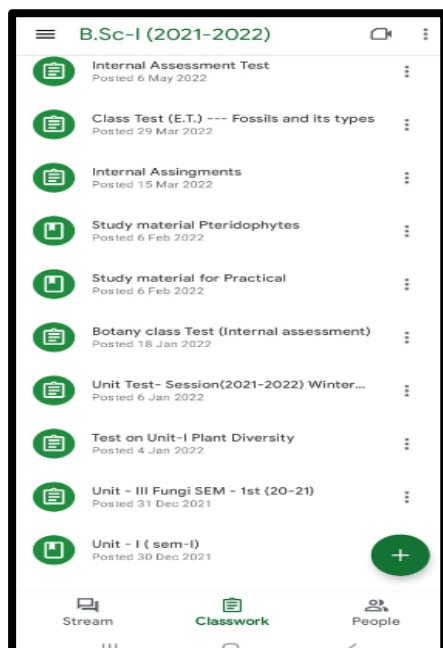 B.Sc-I (2021-2022)
Internal Assessment Test
Posted 6 May 2022
Class Test (E.T.) --- Fossils and its types
Posted 29 Mar 2022
Internal Assingments
Posted 15 Mar 2022
Study material Pteridophytes
Posted 6 Feb 2022
Study material for Practical
Posted 6 Feb 2022
Botany class Test (Internal assessment)
Posted 18 Jan 2022
Unit Test- Session(2021-2022) Winter...
Posted 6 Jan 2022
Test on Unit-I Plant Diversity
Posted 4 Jan 2022
Unit - III Fungi SEM - 1st (20-21)
Posted 31 Dec 2021
Unit - I ( sem-I)
Posted 30 Dec 2021
Stream Classwork People